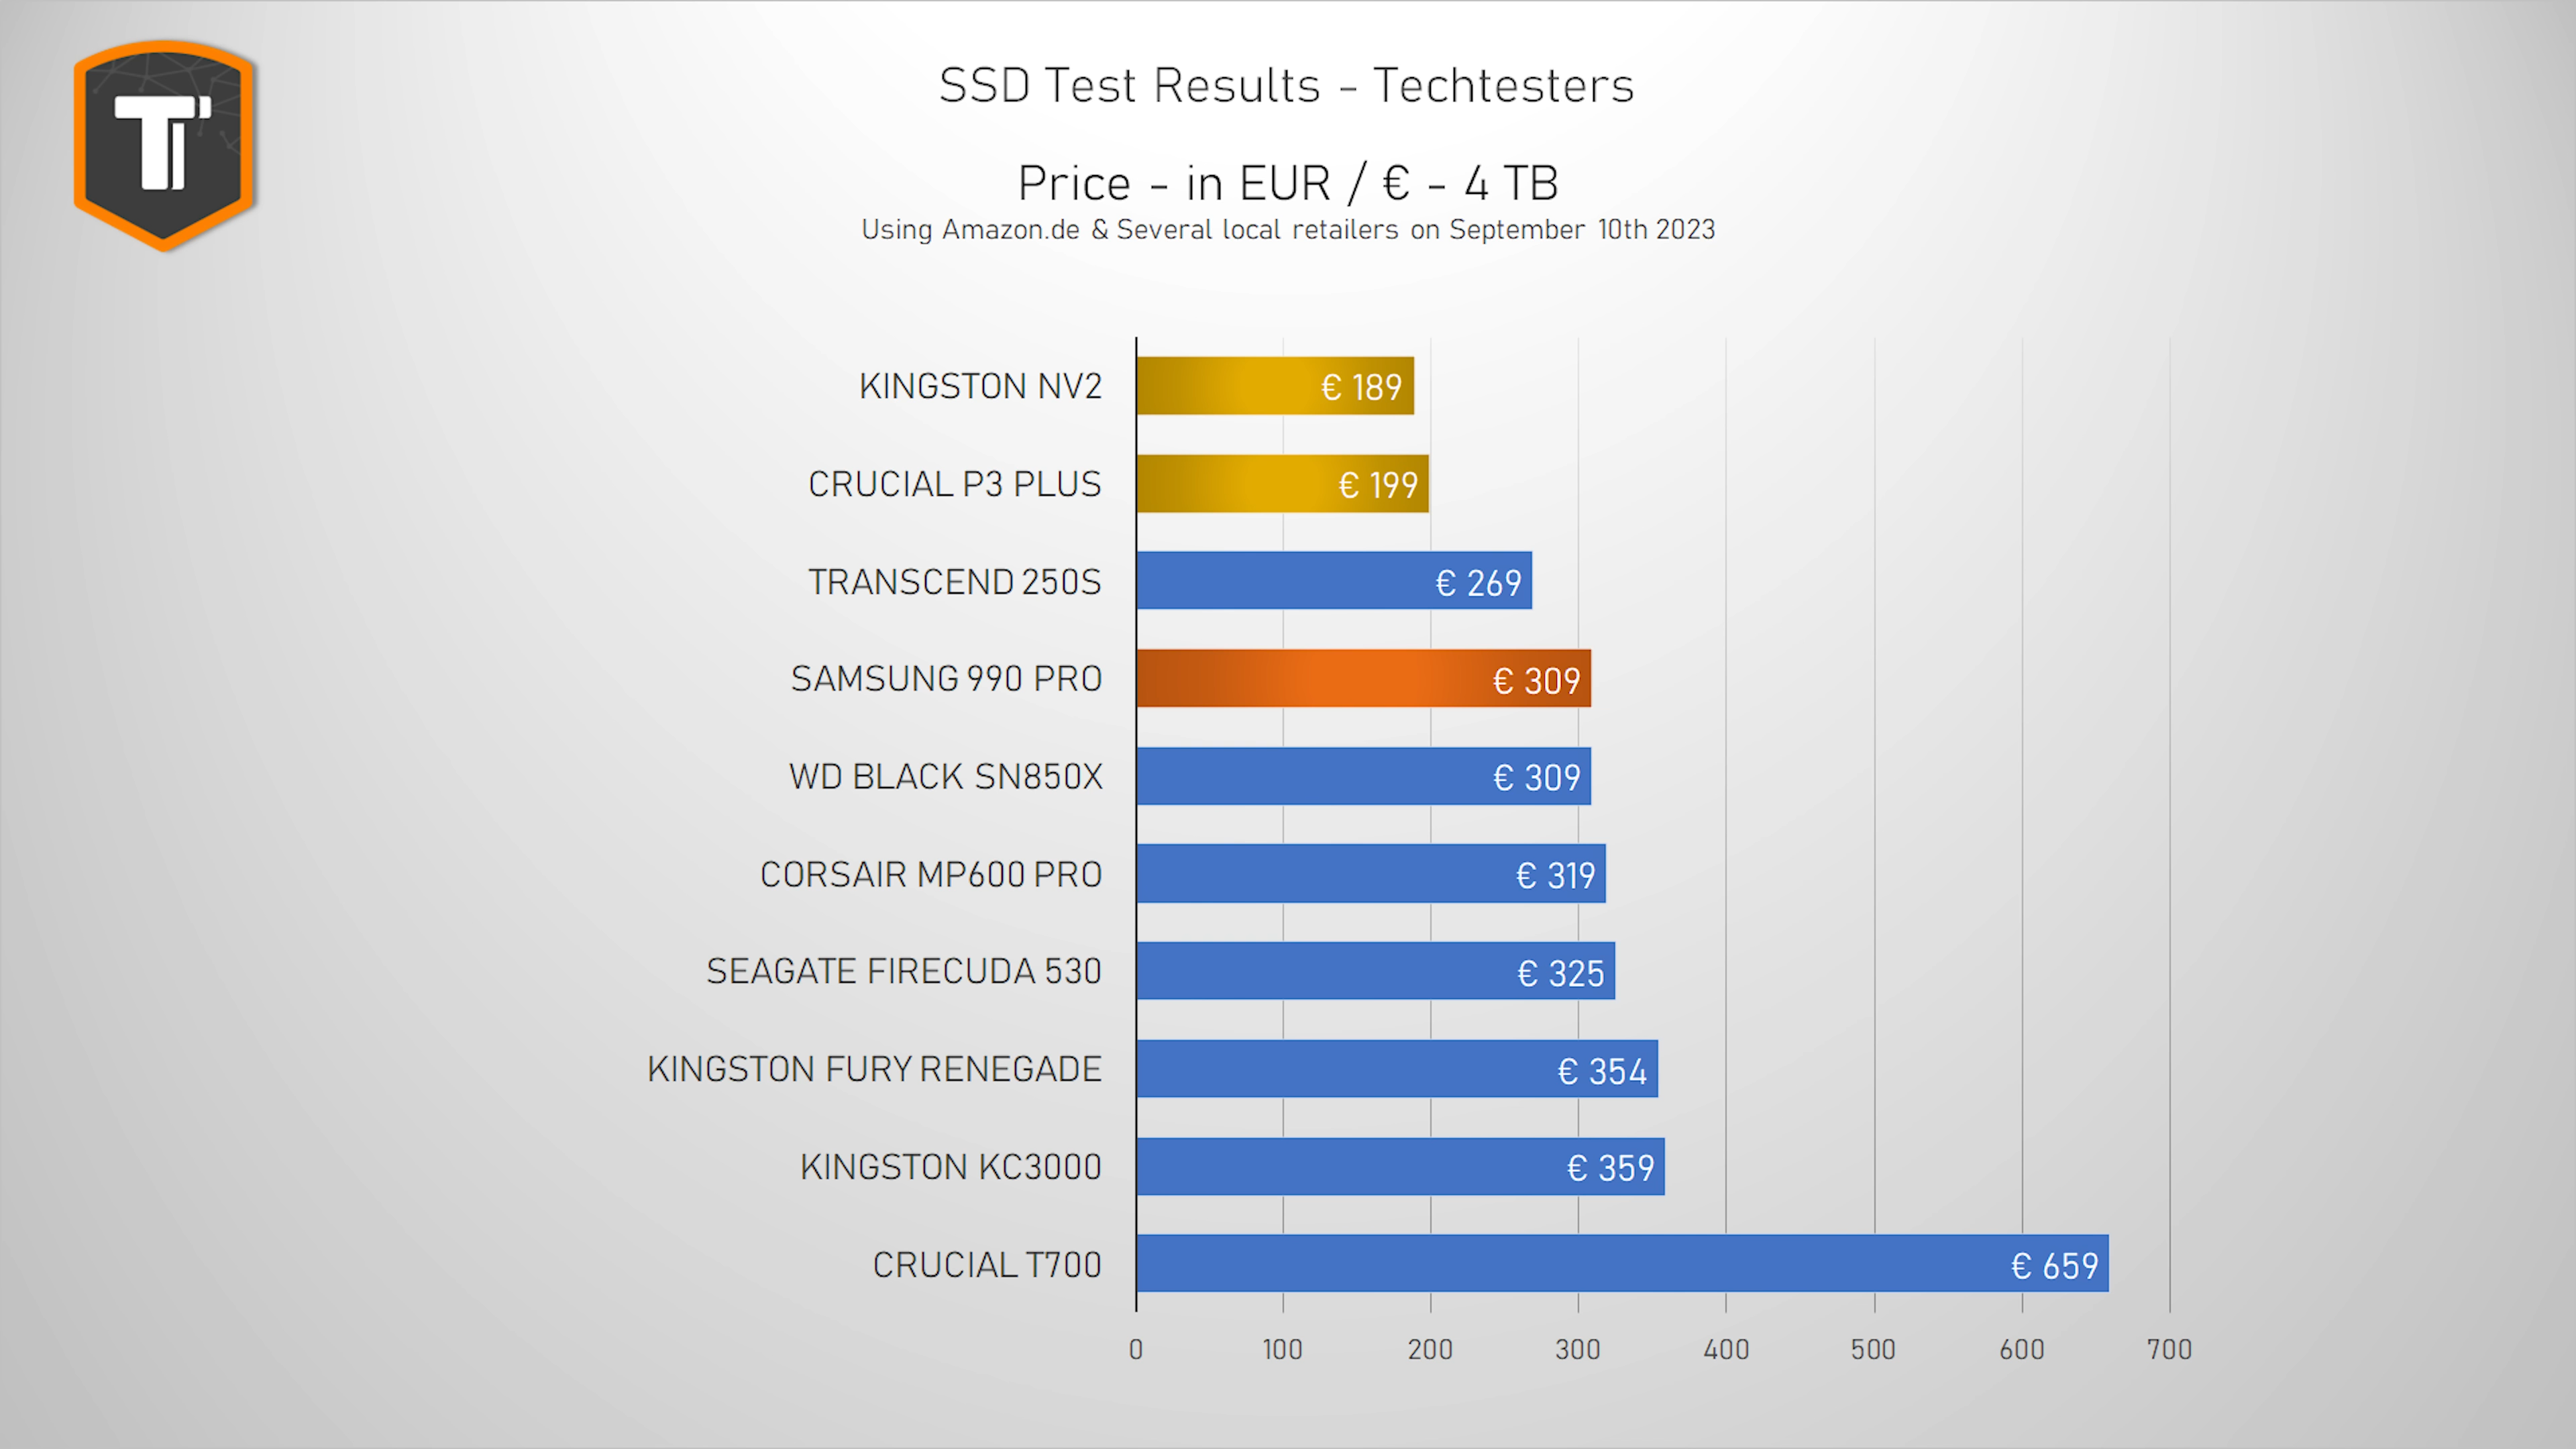 SSD Test Results - Techtesters
Price - in EUR / € - 4 TB
Using Amazon.de & Several local retailers on September 10th 2023
KINGSTON NV2 € 189
CRUCIAL P3 PLUS € 199
TRANSCEND 250S € 269
SAMSUNG 990 PRO € 309
WD BLACK SN850X € 309
CORSAIR MP600 PRO € 319
SEAGATE FIRECUDA 530 € 325
KINGSTON FURY RENEGADE € 354
KINGSTON KC3000 € 359
CRUCIAL T700 € 659
0 100 200 300 400 500 600 700